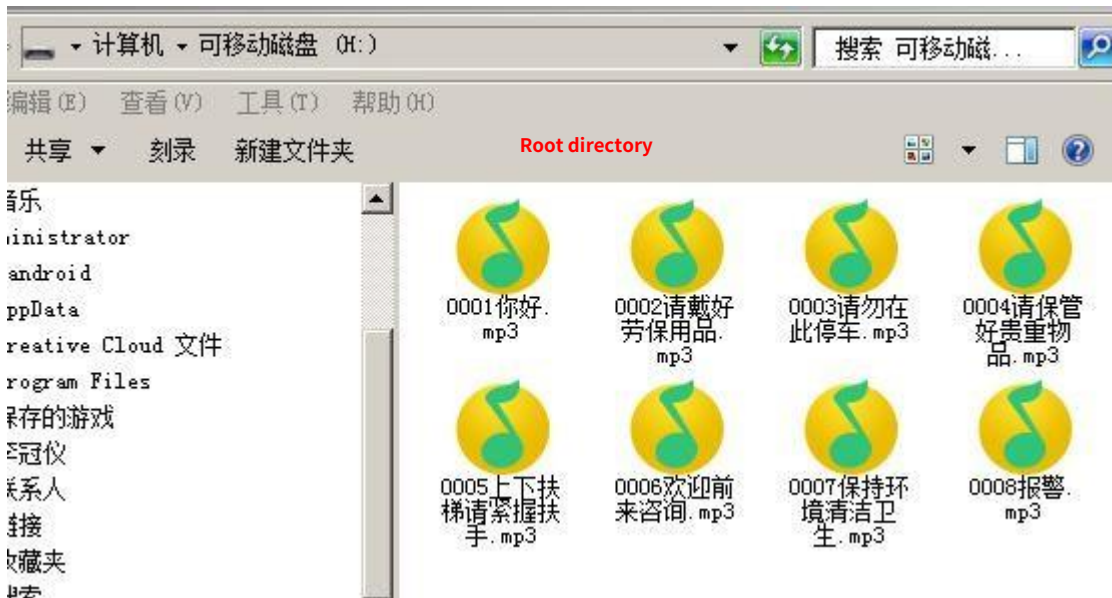 计算机 可移动磁盘 (H:)
搜索 可移动磁...
编辑(E) 查看(V) 工具(T) 帮助(H)
共享 刻录 新建文件夹
Root directory
音乐
inistrator
android
ppData
reative Cloud 文件
rogram Files
保存的游戏
李冠仪
联系人
链接
收藏夹
搜索
0001你好.
mp3
0002请戴好
劳保用品.
mp3
0003请勿在
此停车.mp3
0004请保管
好贵重物
品.mp3
0005上下扶
梯请紧握扶
手.mp3
0006欢迎前
来咨询.mp3
0007保持环
境清洁卫
生.mp3
0008报警.
mp3